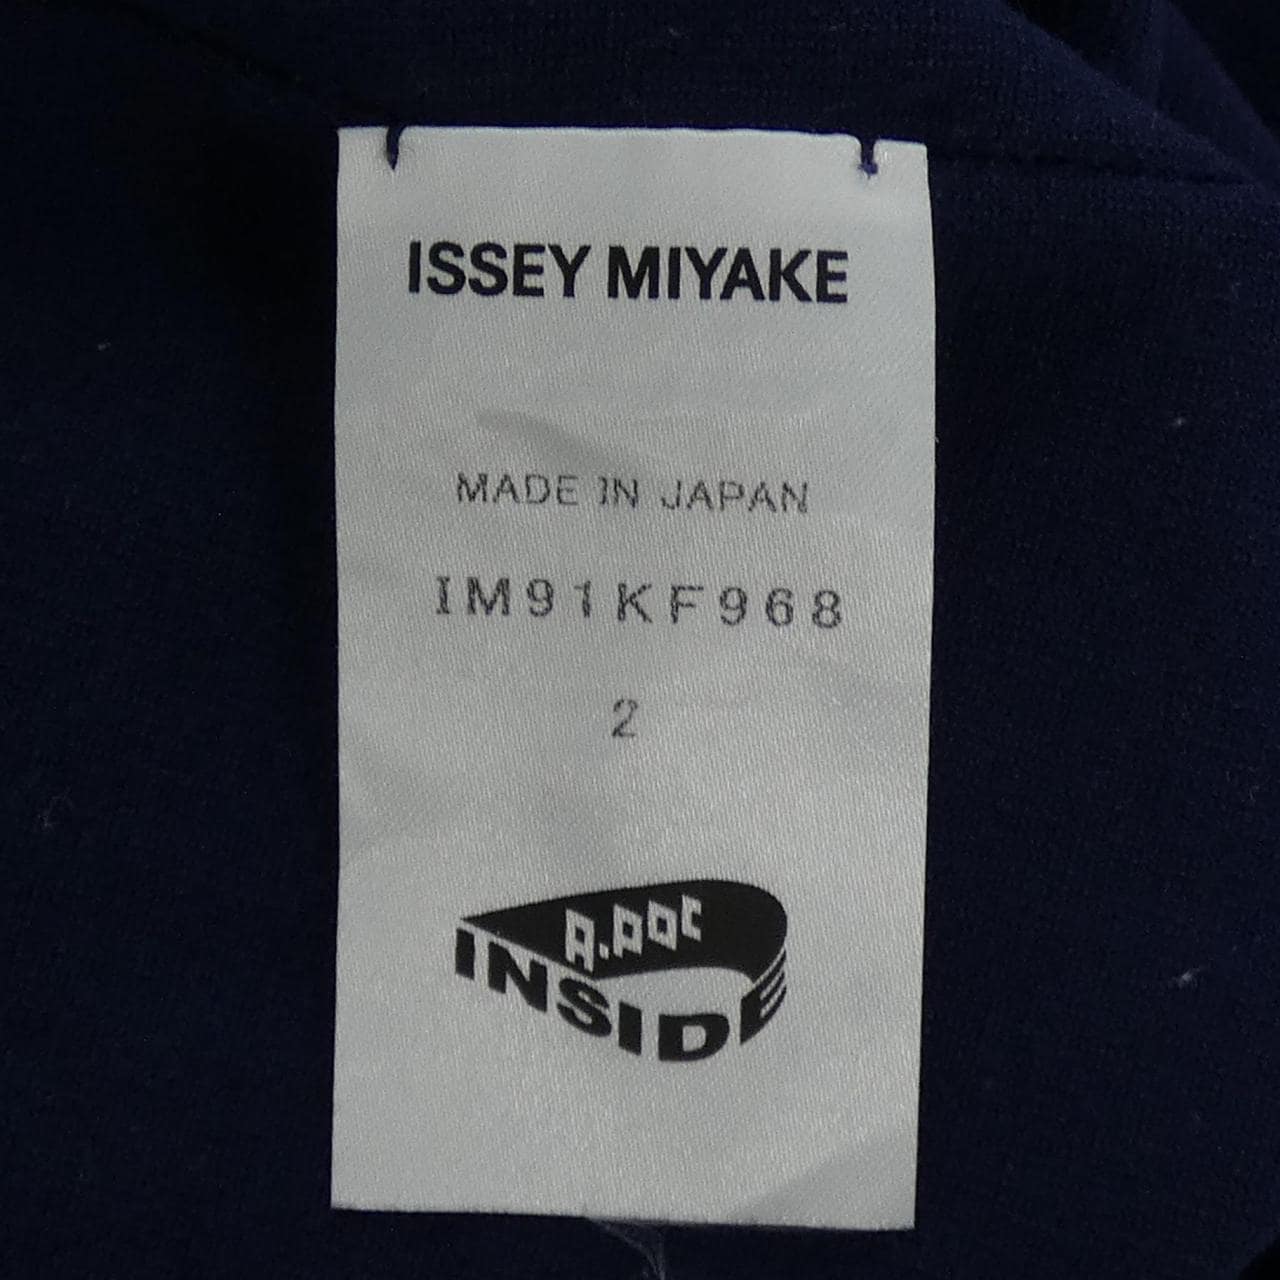 ISSEY MIYAKE
MADE IN JAPAN
IM91KF968
2
A.POC
INSIDE